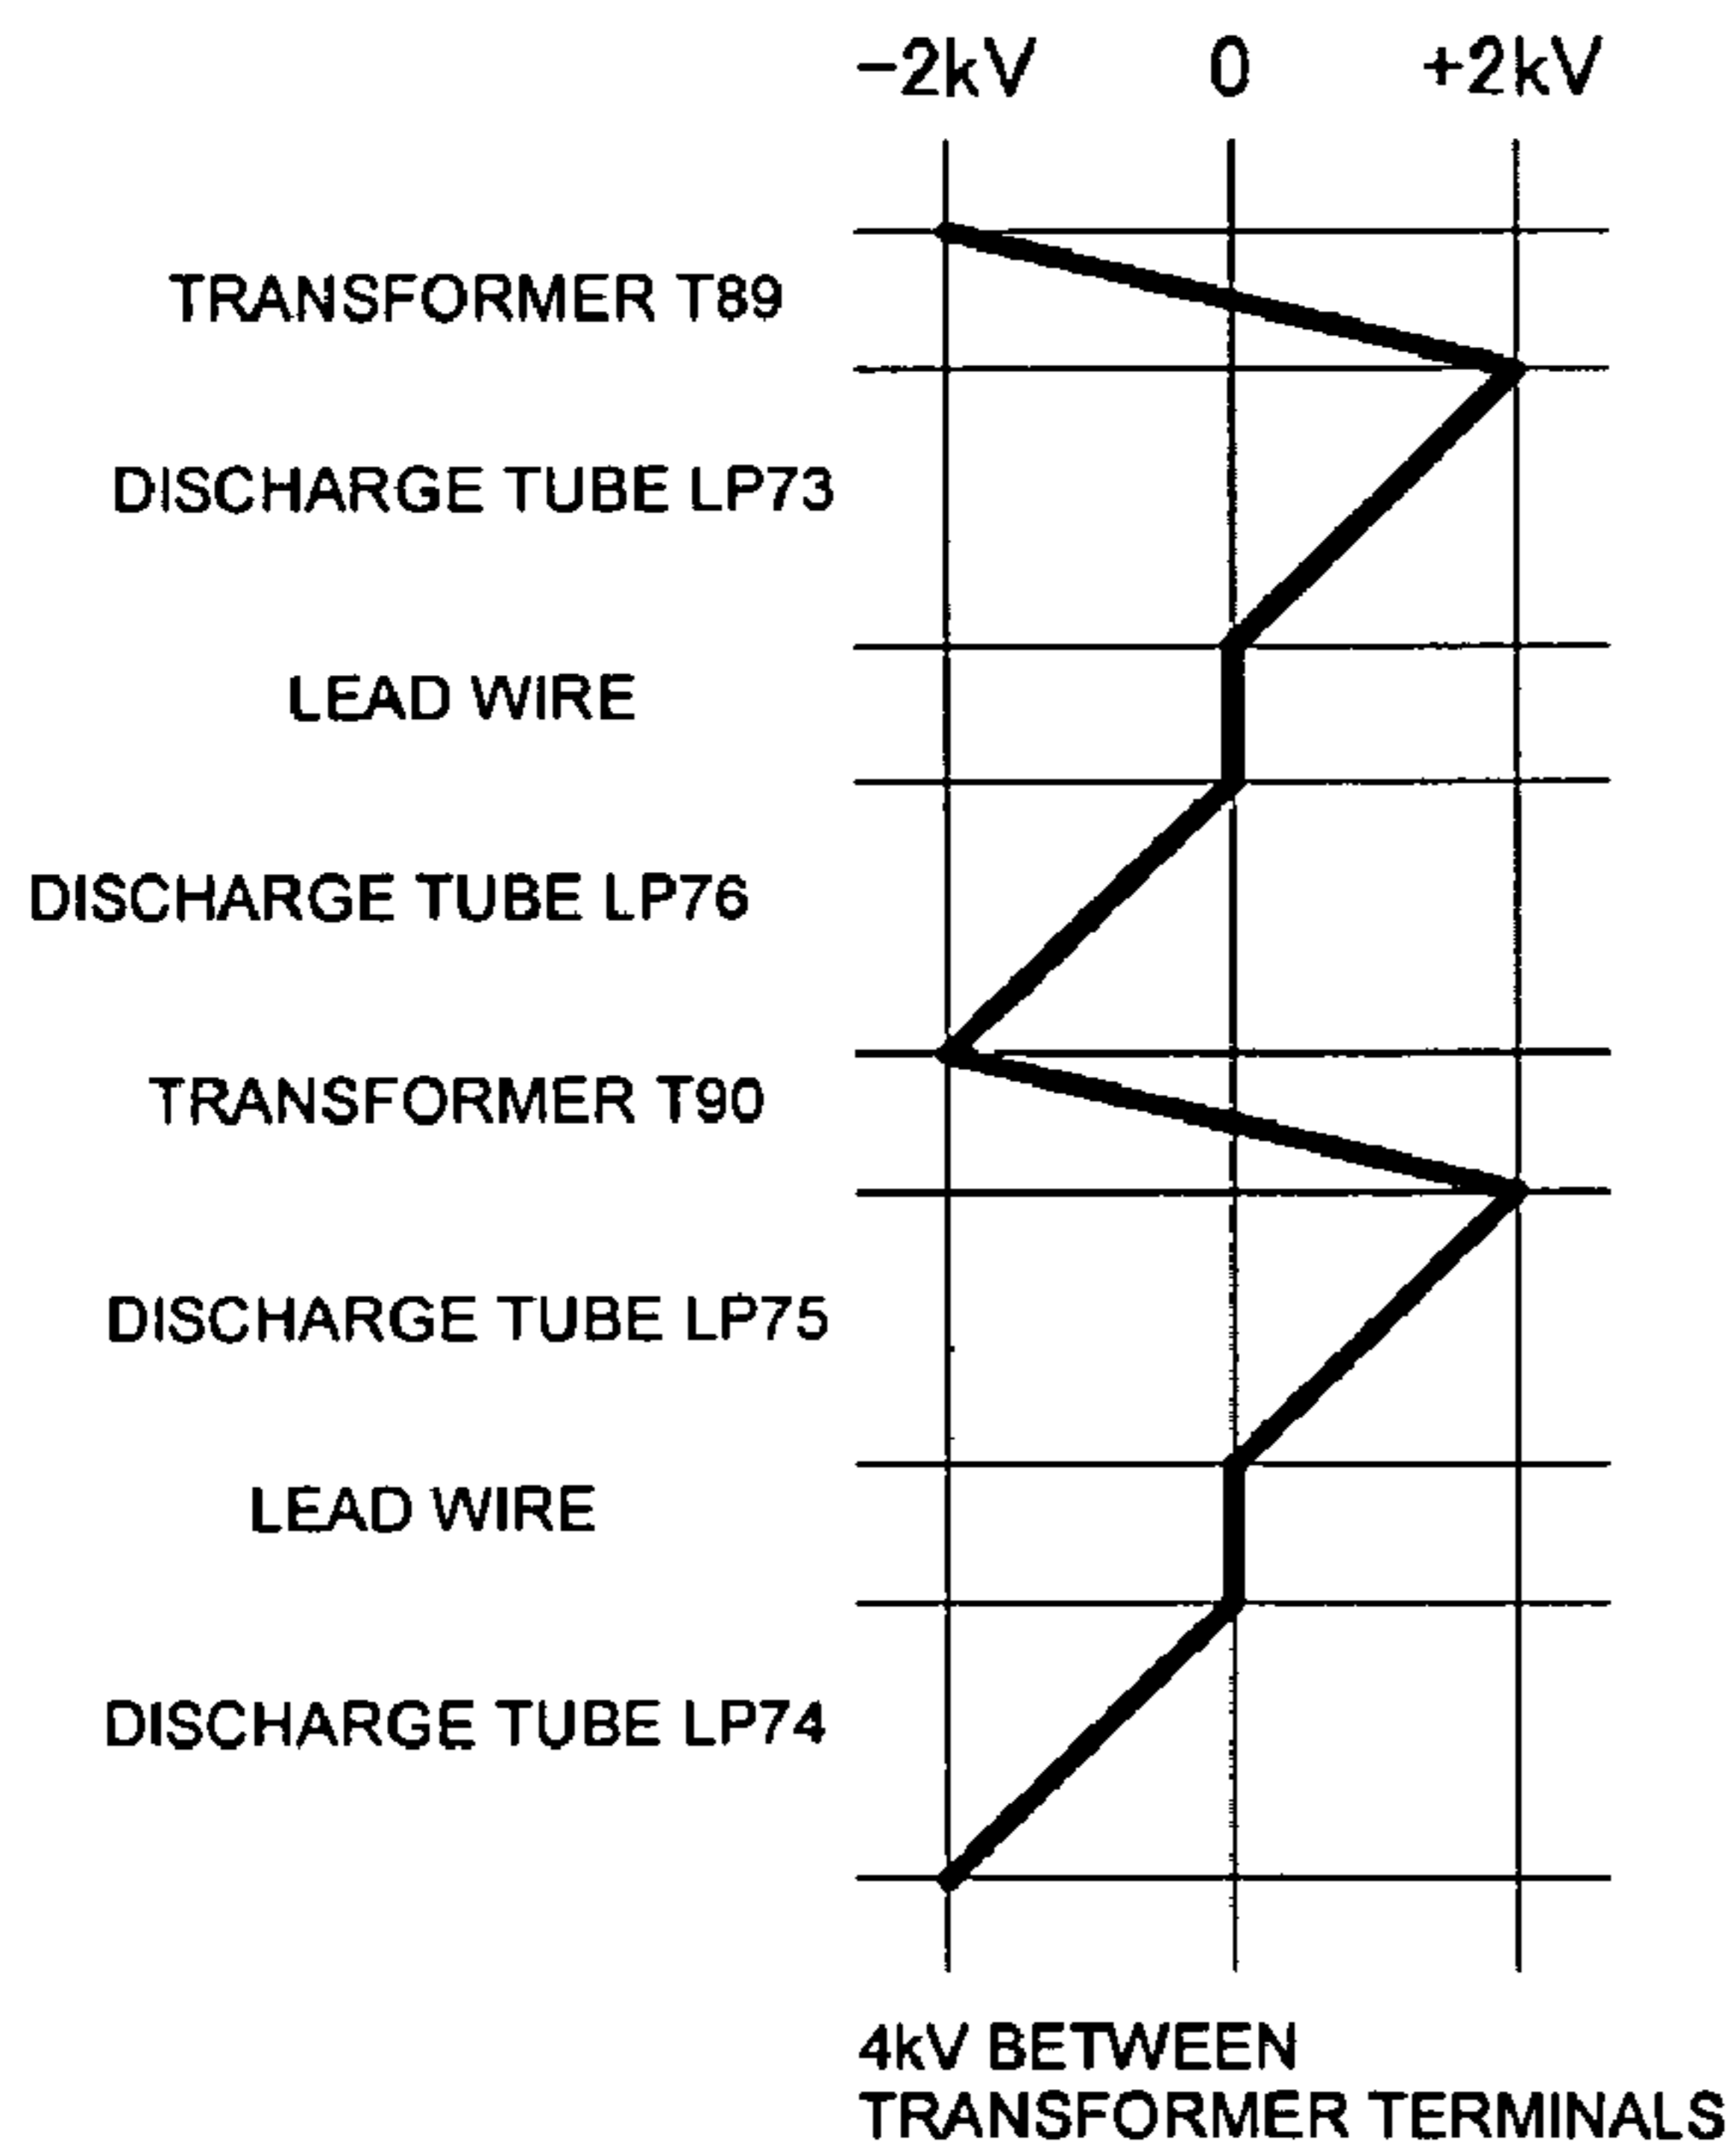 -2kV 0 +2kV
TRANSFORMER T89
DISCHARGE TUBE LP73
LEAD WIRE
DISCHARGE TUBE LP76
TRANSFORMER T90
DISCHARGE TUBE LP75
LEAD WIRE
DISCHARGE TUBE LP74
4kV BETWEEN
TRANSFORMER TERMINALS